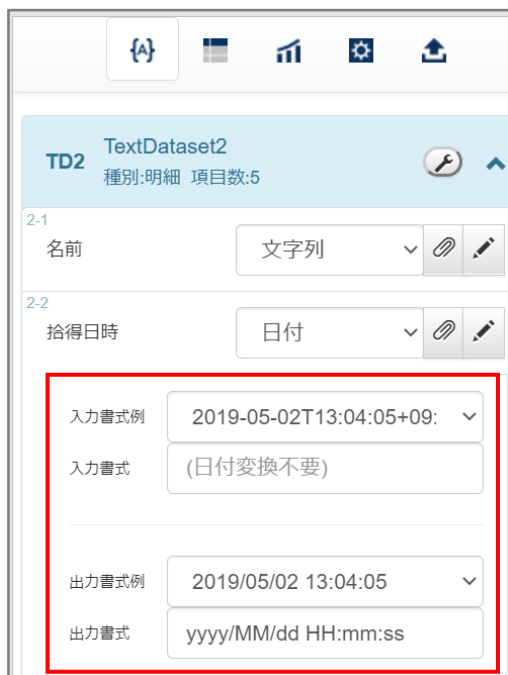 {A}
TD2
TextDataset2
種別:明細 項目数:5
2-1
名前
文字列
2-2
拾得日時
日付
入力書式例
2019-05-02T13:04:05+09:
入力書式
(日付変換不要)
出力書式例
2019/05/02 13:04:05
出力書式
yyyy/MM/dd HH:mm:ss